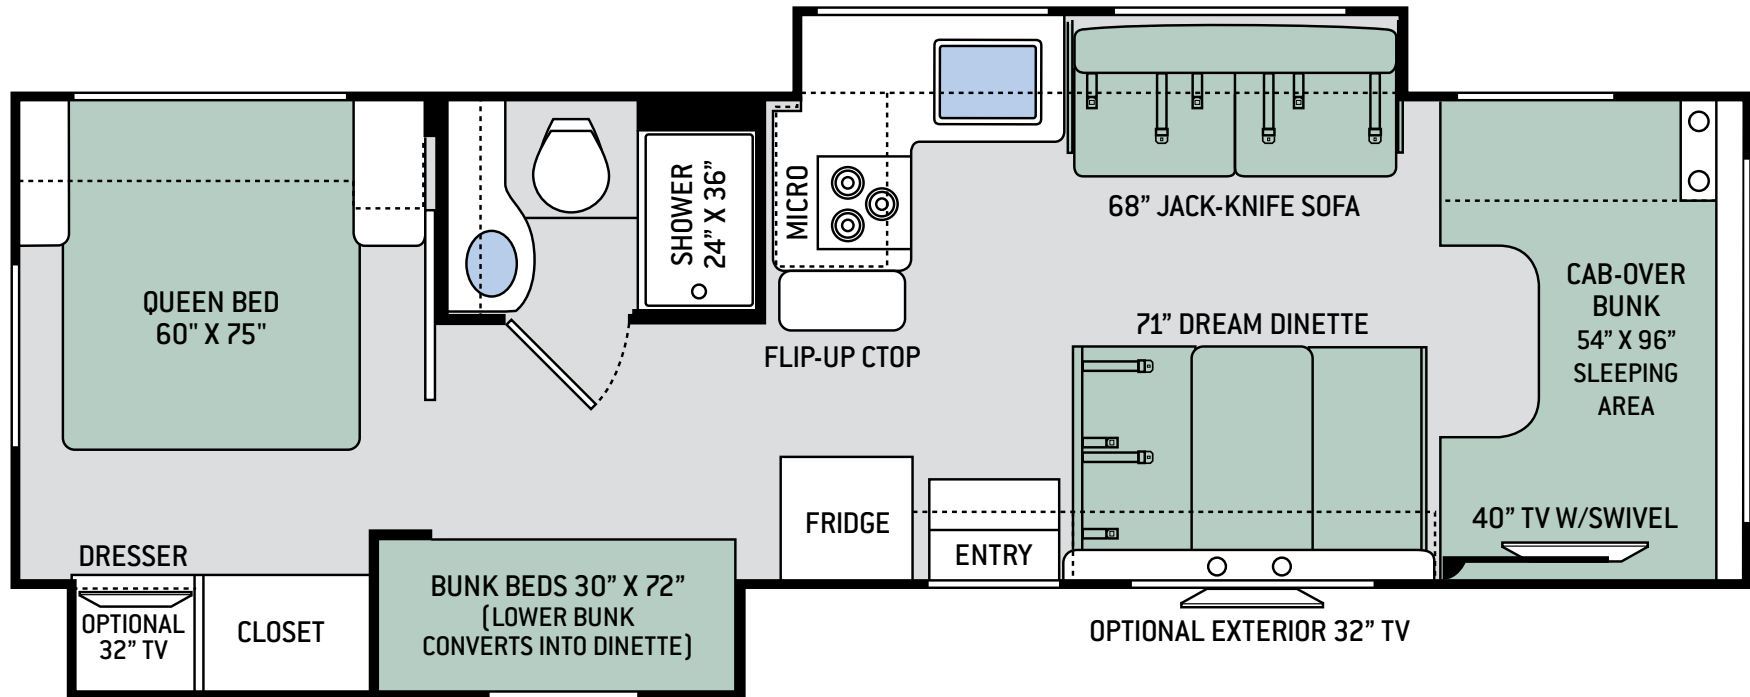 QUEEN BED
60" X 75"
SHOWER
24” X 36”
MICRO
FLIP-UP CTOP
68” JACK-KNIFE SOFA
71” DREAM DINETTE
CAB-OVER
BUNK
54” X 96”
SLEEPING
AREA
40” TV W/SWIVEL
FRIDGE
ENTRY
DRESSER
OPTIONAL
32” TV
CLOSET
BUNK BEDS 30” X 72”
(LOWER BUNK
CONVERTS INTO DINETTE)
OPTIONAL EXTERIOR 32” TV